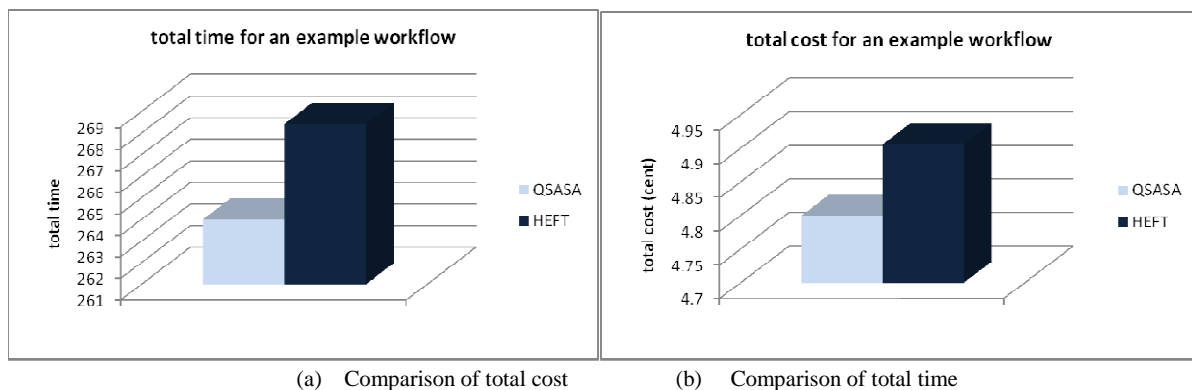 total time for an example workflow
269
268
267
266
265
264
263
262
261
total time
QSASA
HEFT
total cost for an example workflow
4.95
4.9
4.85
4.8
4.75
4.7
total cost (cent)
QSASA
HEFT
(a) Comparison of total cost
(b) Comparison of total time